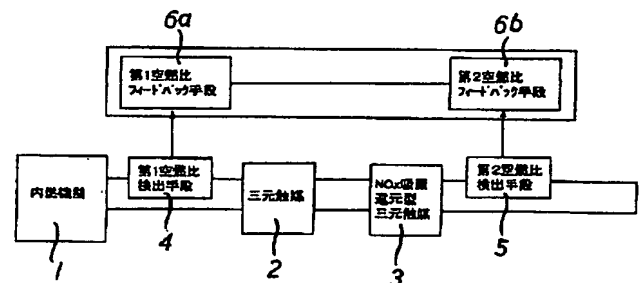 6a
6b
第1空燃比
フィードバック手段
第2空燃比
フィードバック手段
内燃機関
第1空燃比
検出手段
三元触媒
NOx吸蔵
還元型
三元触媒
第2空燃比
検出手段
1
4
2
3
5